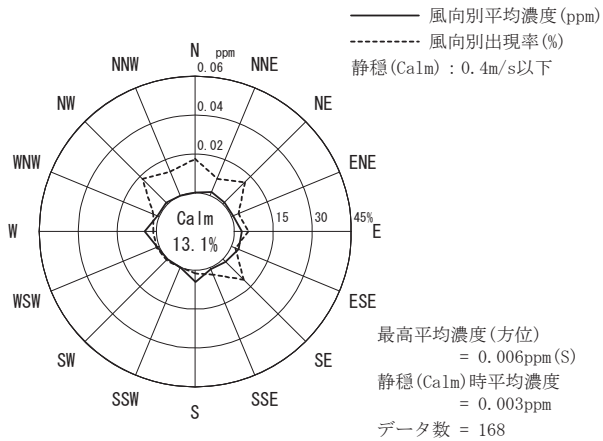 風向別平均濃度(ppm)
風向別出現率(%)
静穏(Calm)：0.4m/s以下
N
ppm
0.06
0.04
0.02
NNW
NNE
NW
NE
WNW
ENE
Calm
13.1%
15
30
45%
W
E
WSW
ESE
SW
SE
SSW
SSE
S
最高平均濃度(方位)
= 0.006ppm(S)
静穏(Calm)時平均濃度
= 0.003ppm
データ数 = 168